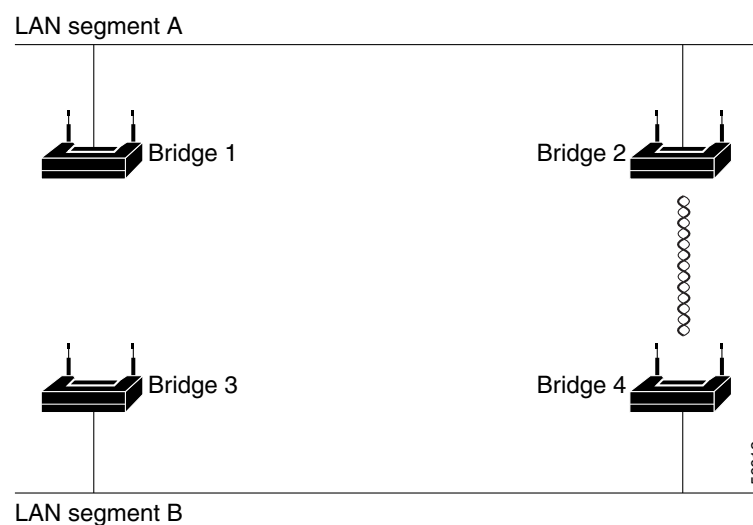 LAN segment A
Bridge 1
Bridge 2
Bridge 3
Bridge 4
LAN segment B